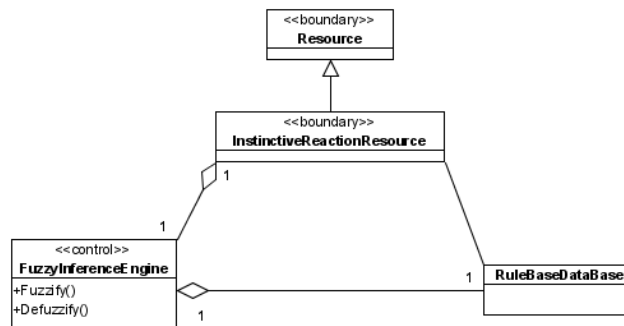 <<boundary>>
Resource
<<boundary>>
InstinctiveReactionResource
1
1
<<control>>
FuzzyInferenceEngine
+Fuzzify()
+Defuzzify()
1
1
RuleBaseDataBase